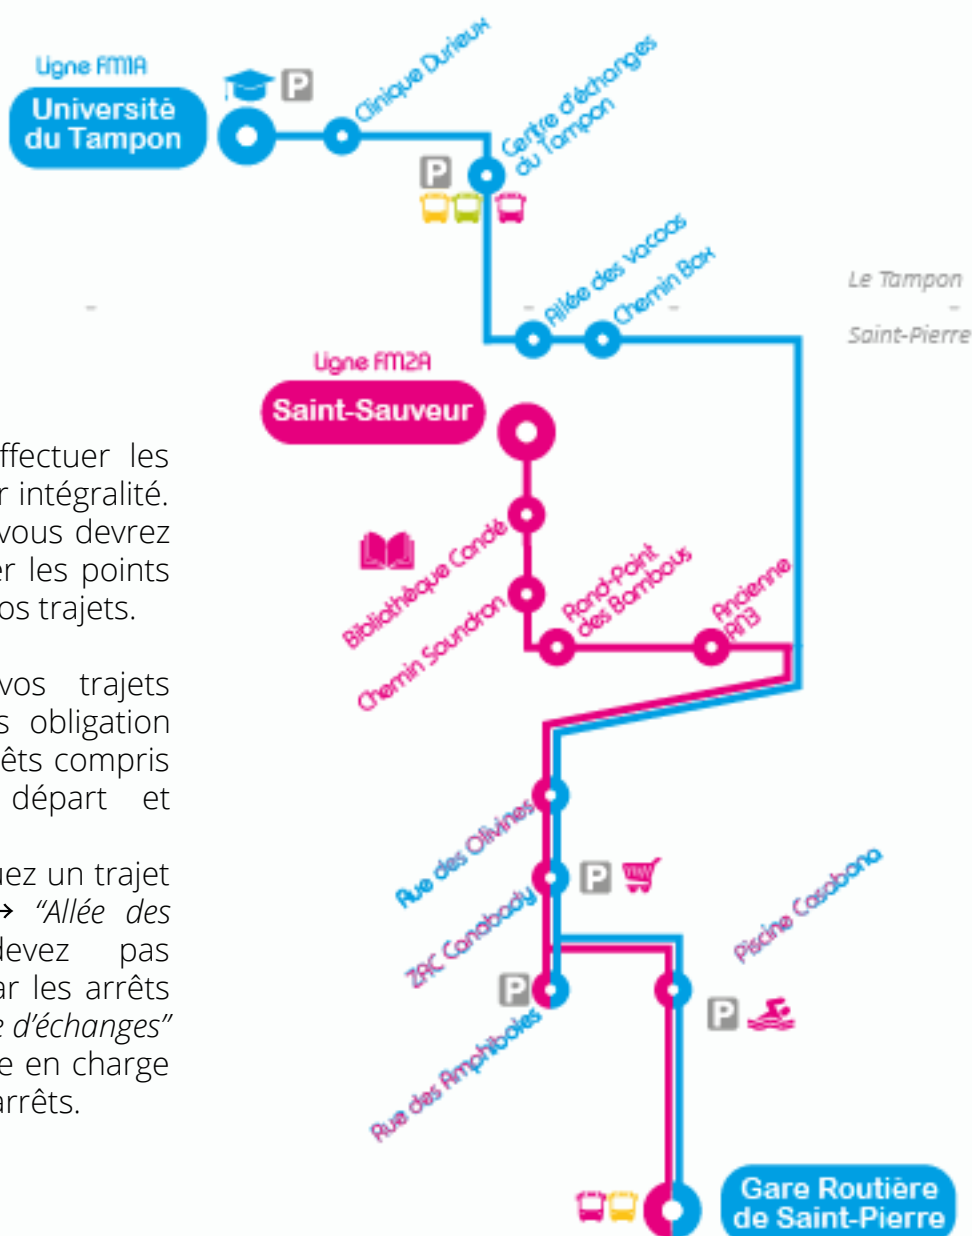 Ligne FM1A
Université
du Tampon
P
Clinique Durieux
Centre d'échanges
du Tampon
P
Allée des vacoas
Chemin Box
Le Tampon
Saint-Pierre
Ligne FM2A
Saint-Sauveur
ffectuer les
r intégralité.
vous devrez
er les points
os trajets.
Bibliothèque Condé
Chemin Soundron
Rond-Point
des Bambous
Ancienne
RN3
vos trajets
s obligation
êts compris
départ et
uez un trajet
→ “Allée des
devez pas
ar les arrêts
e d’échanges”
e en charge
arrêts.
Rue des Olivines
ZAC Canabady
P
Rue des Amphiboles
P
Piscine Casabona
P
Gare Routière
de Saint-Pierre